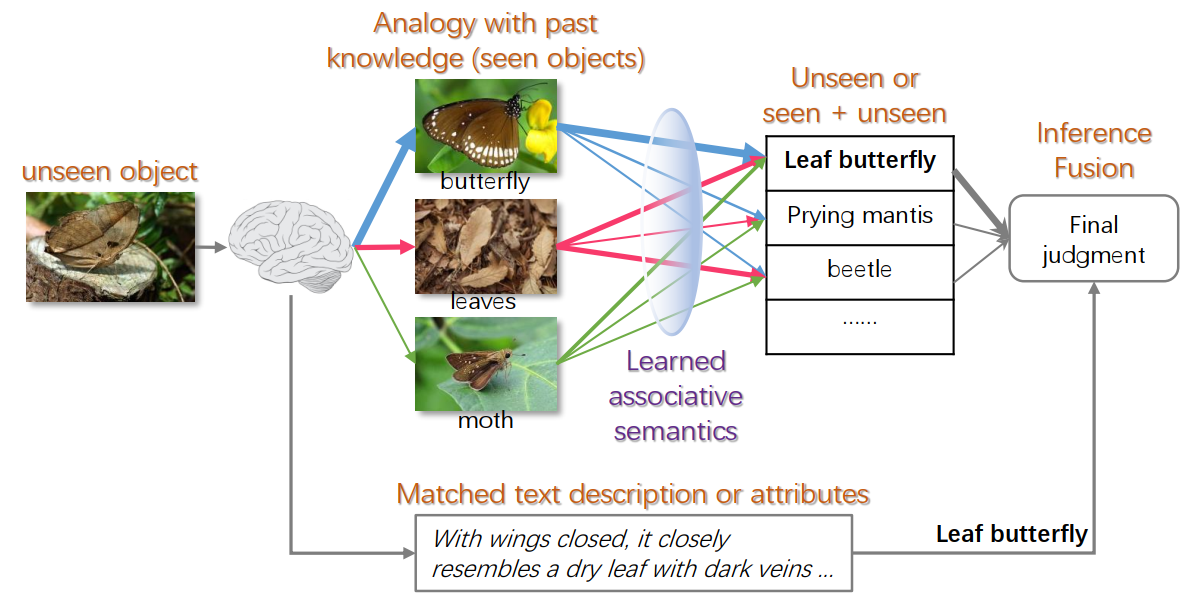 Analogy with past
knowledge (seen objects)
unseen object
butterfly
leaves
moth
Learned
associative
semantics
Unseen or
seen + unseen
Leaf butterfly
Prying mantis
beetle
......
Inference
Fusion
Final
judgment
Matched text description or attributes
With wings closed, it closely
resembles a dry leaf with dark veins ...
Leaf butterfly